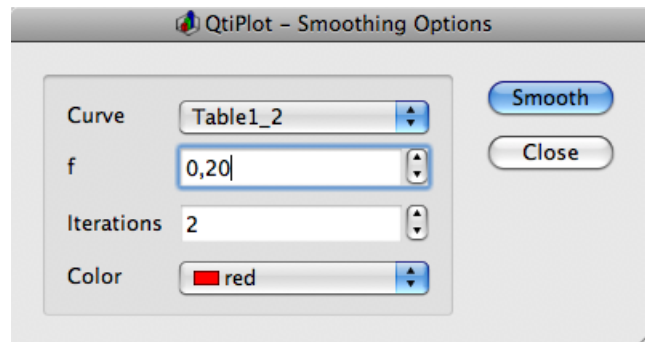 QtiPlot – Smoothing Options
Curve Table1_2
Smooth
f 0,20
Close
Iterations 2
Color red